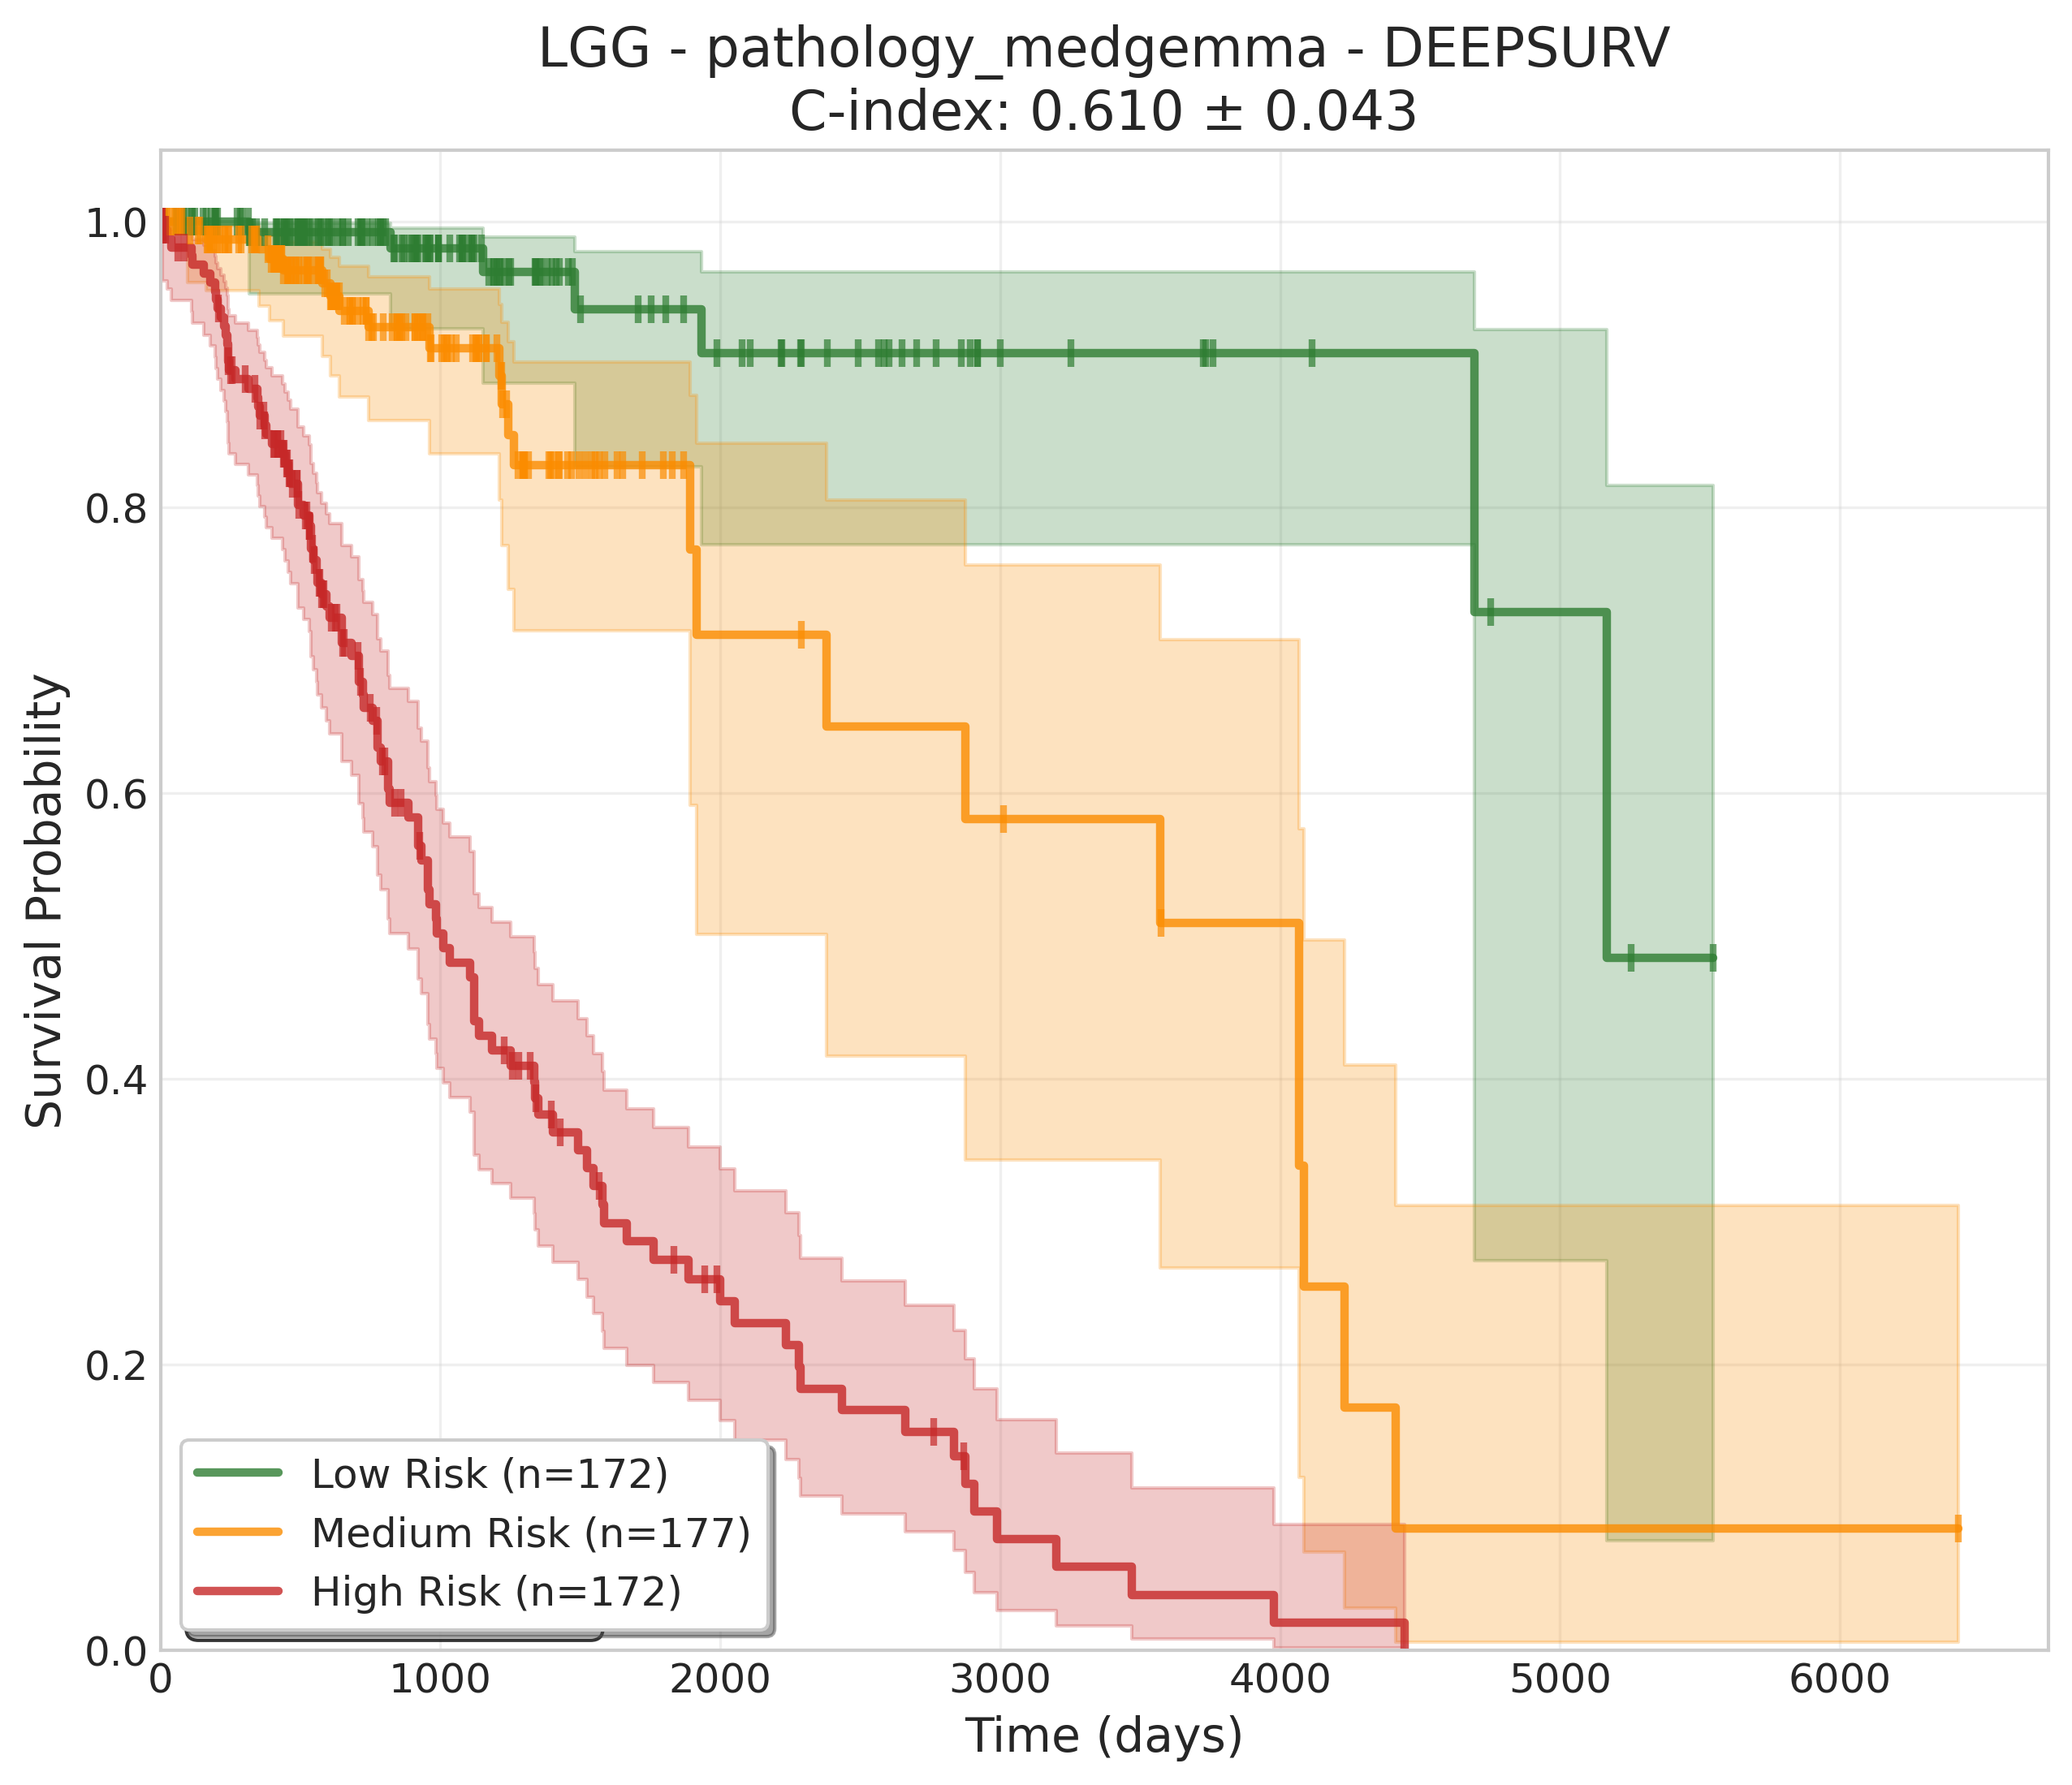 LGG - pathology_medgemma - DEEPSURV
C-index: 0.610 ± 0.043
Survival Probability
1.0
0.8
0.6
0.4
0.2
0.0
Low Risk (n=172)
Medium Risk (n=177)
High Risk (n=172)
0 1000 2000 3000 4000 5000 6000
Time (days)